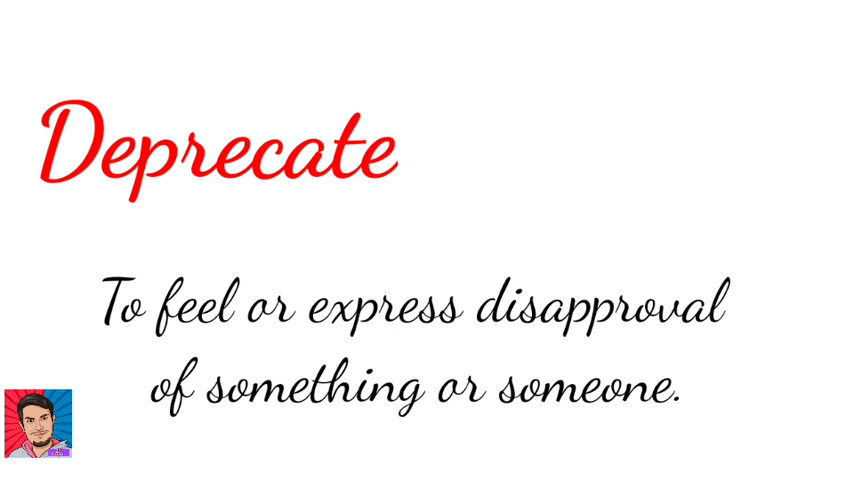 Deprecate
To feel or express disapproval
of something or someone.